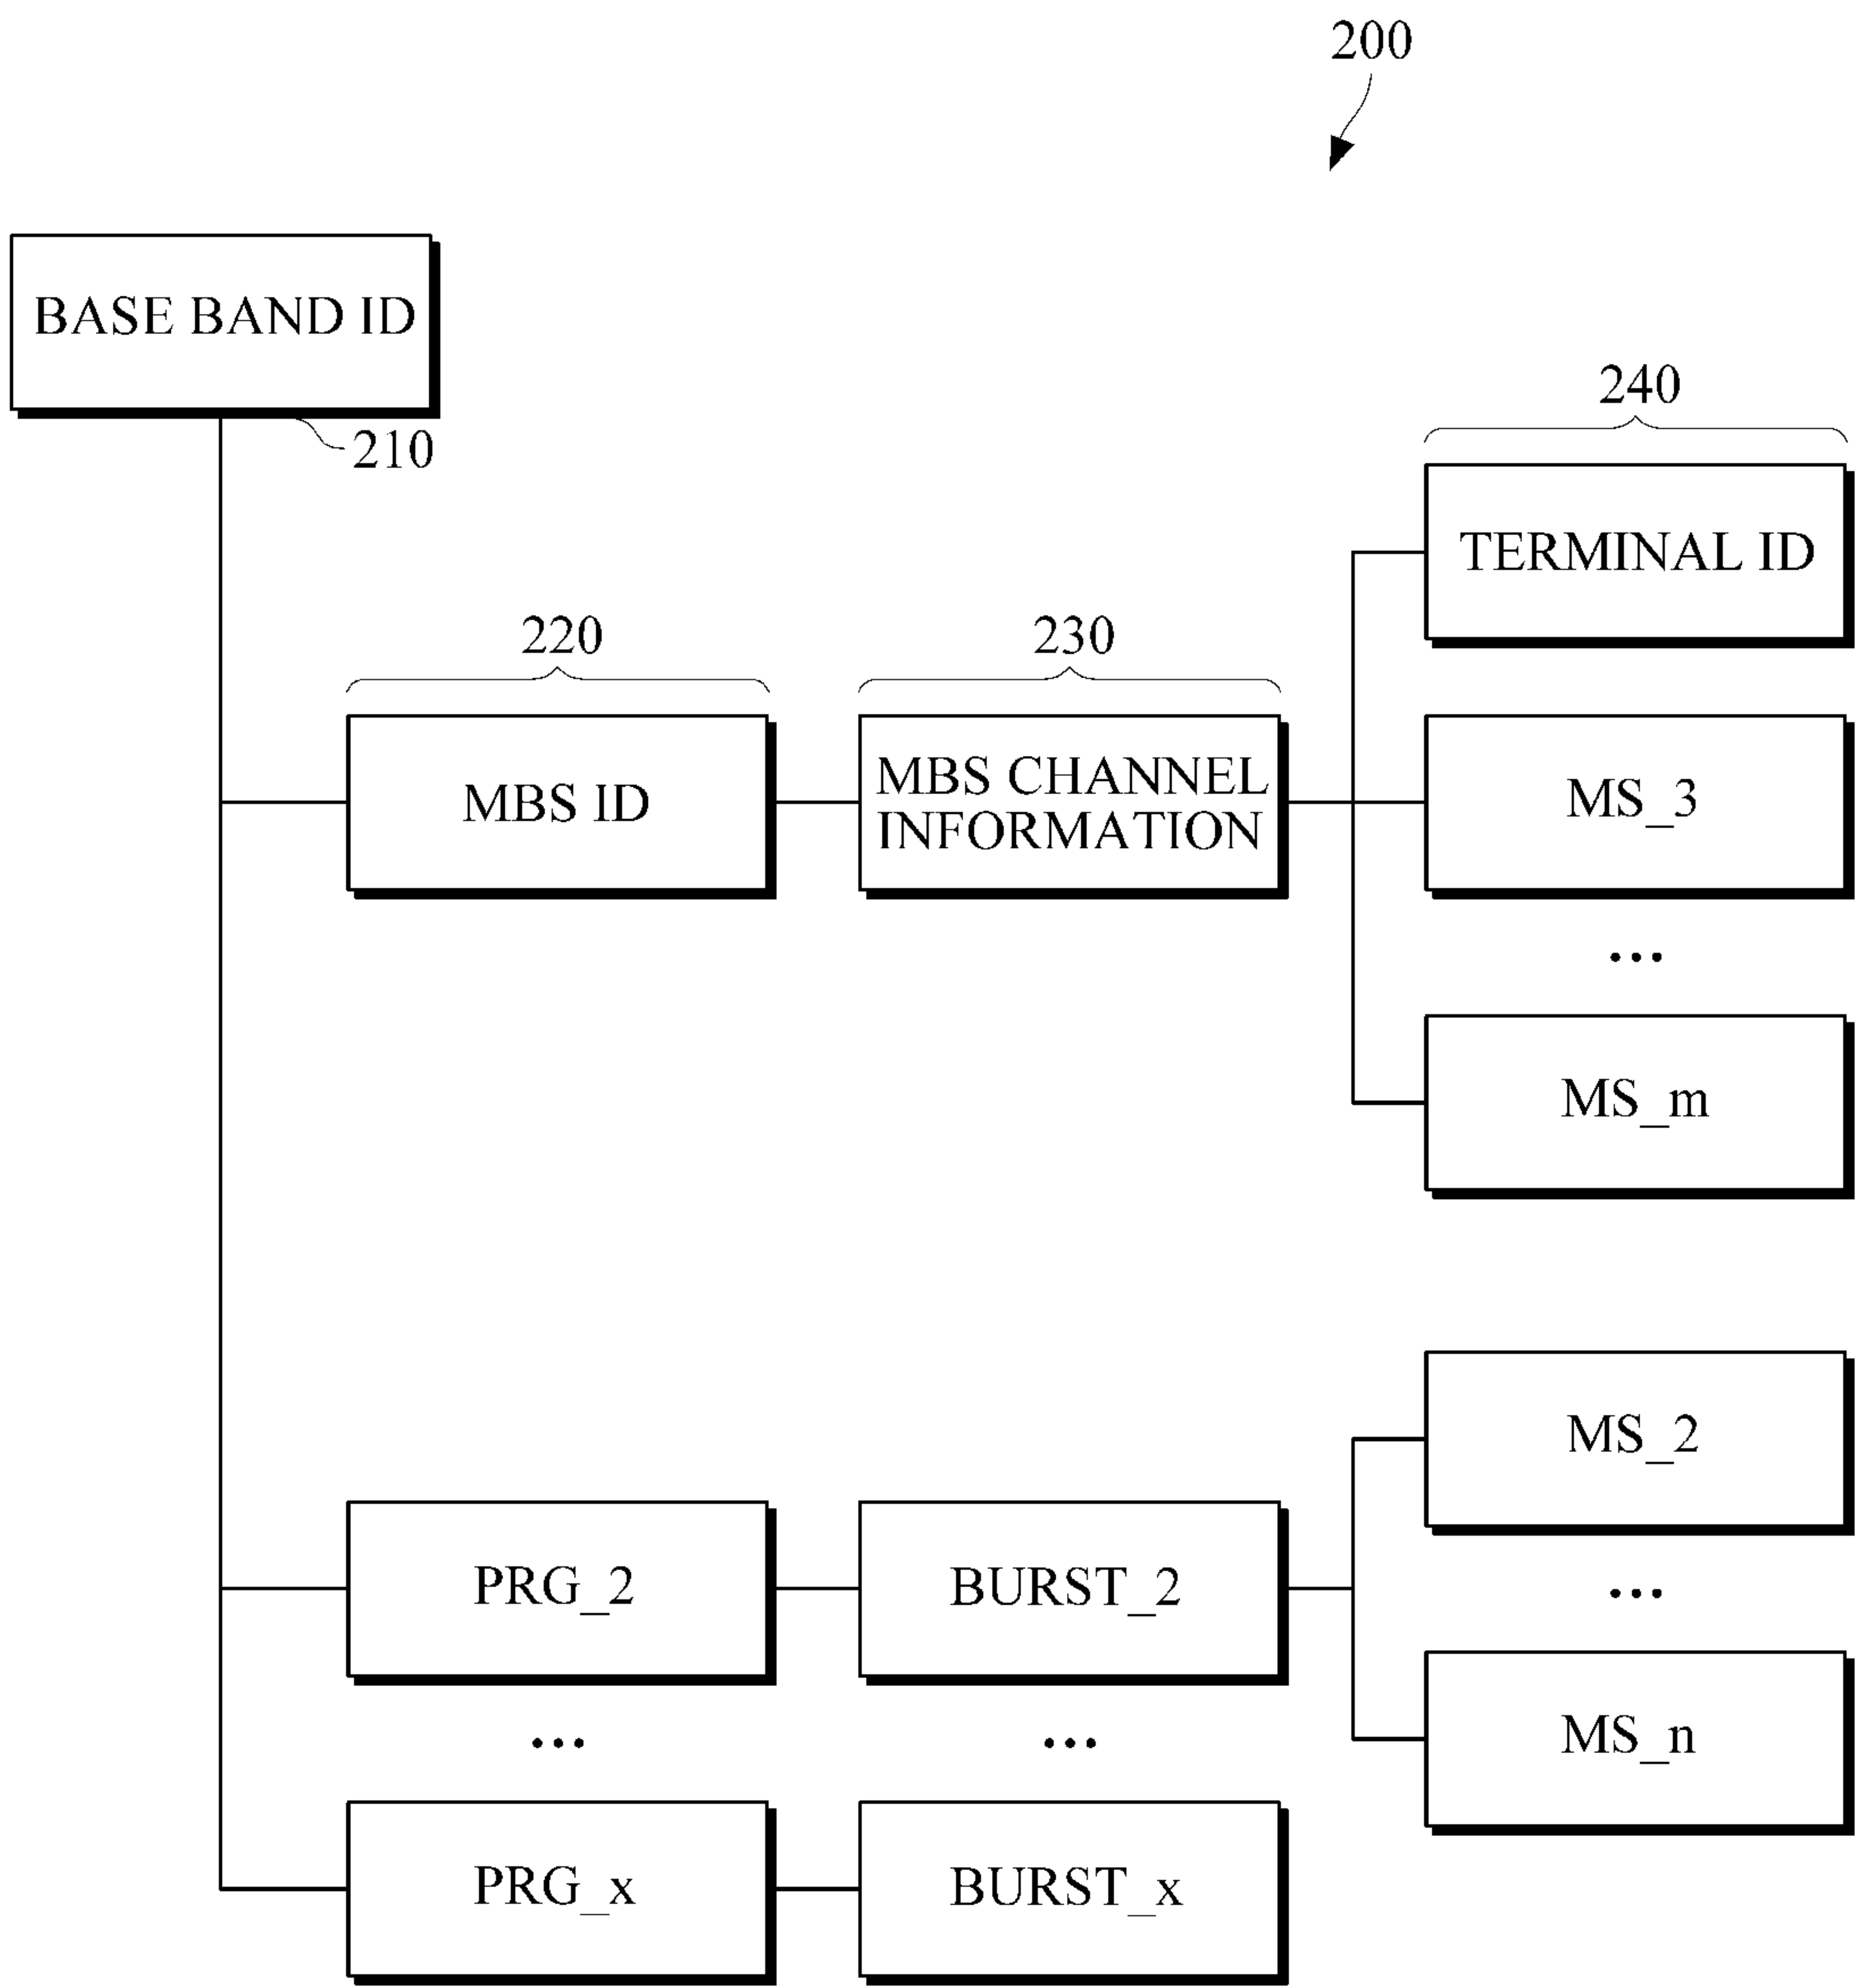 200
BASE BAND ID
210
240
TERMINAL ID
220
230
MBS ID
MBS CHANNEL
INFORMATION
MS_3
...
MS_m
MS_2
PRG_2
BURST_2
...
MS_n
...
...
PRG_x
BURST_x